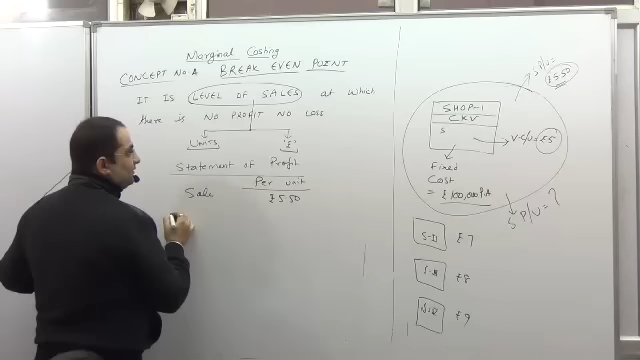 Marginal Costing
CONCEPT NO.A BREAK EVEN POINT
IT IS LEVEL OF SALES at which
there is NO PROFIT NO LOSS
UNITS "£"
Statement of Profit
Per unit
Sale £5.50
SHOP-1
CKV
S
V.C/U = £5
Fixed
Cost
= £100,000 P.A
S.P/U =
£5.50
S P/U = ?
S-II £7
£8
£9